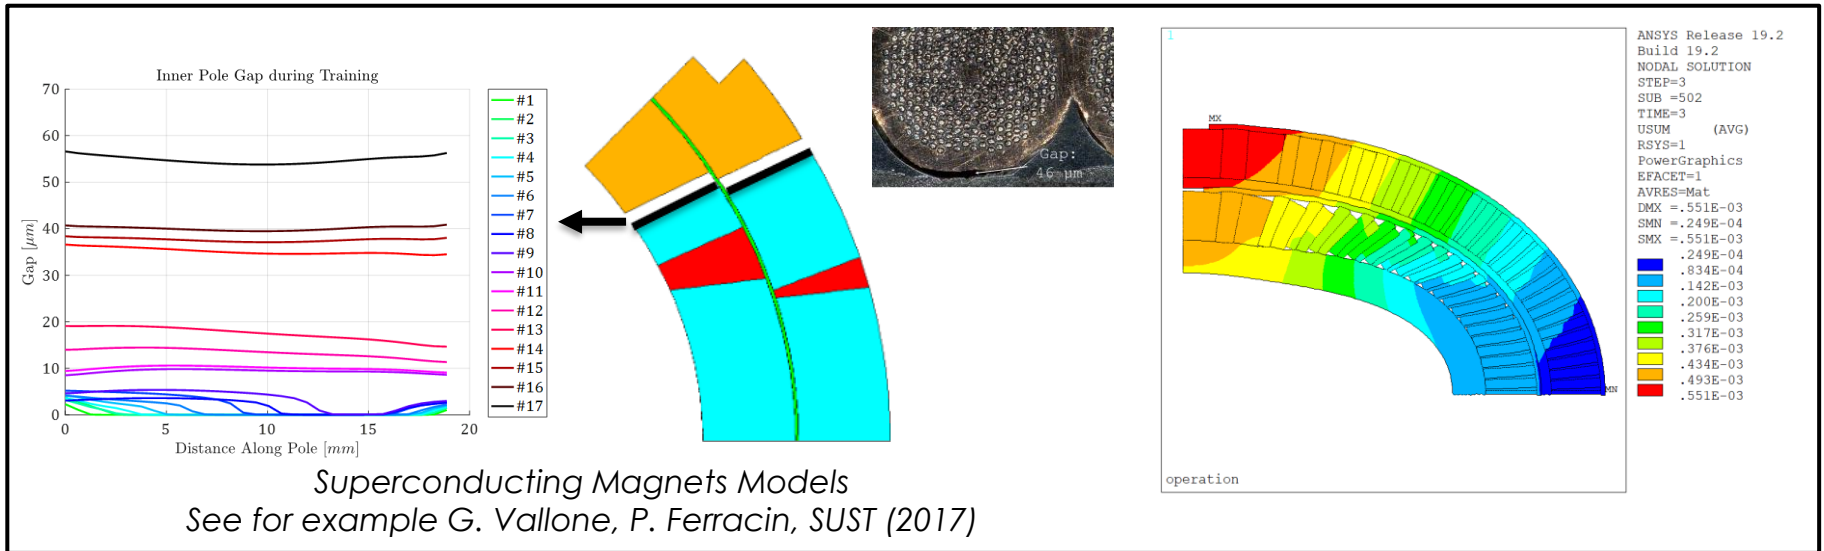 Inner Pole Gap during Training
70
60
50
40
30
20
10
0
Gap [μm]
0 5 10 15 20
Distance Along Pole [mm]
#1
#2
#3
#4
#5
#6
#7
#8
#9
#10
#11
#12
#13
#14
#15
#16
#17
Gap:
46 μm
1
MX
MN
operation
ANSYS Release 19.2
Build 19.2
NODAL SOLUTION
STEP=3
SUB =502
TIME=3
USUM (AVG)
RSYS=1
PowerGraphics
EFACET=1
AVRES=Mat
DMX =.551E-03
SMN =.249E-04
SMX =.551E-03
.249E-04
.834E-04
.142E-03
.200E-03
.259E-03
.317E-03
.376E-03
.434E-03
.493E-03
.551E-03
Superconducting Magnets Models
See for example G. Vallone, P. Ferracin, SUST (2017)